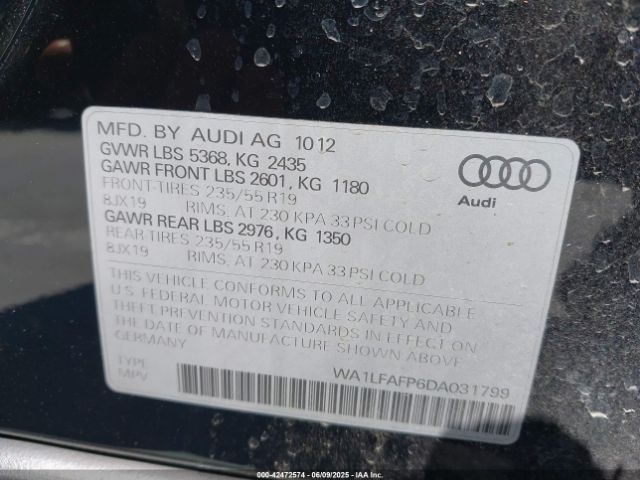 MFD. BY AUDI AG 1012
GVWR LBS 5368, KG 2435
GAWR FRONT LBS 2601, KG 1180
FRONT-TIRES 235/55 R19
8JX19 RIMS, AT 230 KPA 33 PSI COLD
GAWR REAR LBS 2976, KG 1350
REAR TIRES 235/55 R19
8JX19 RIMS, AT 230 KPA 33 PSI COLD
Audi
THIS VEHICLE CONFORMS TO ALL APPLICABLE
U.S. FEDERAL MOTOR VEHICLE SAFETY AND
THEFT PREVENTION STANDARDS IN EFFECT ON
THE DATE OF MANUFACTURE SHOWN ABOVE
GERMANY
TYPE
MPV
WA1LFAFP6DA031799
000-42472574 06/09/2025 IAAI.com